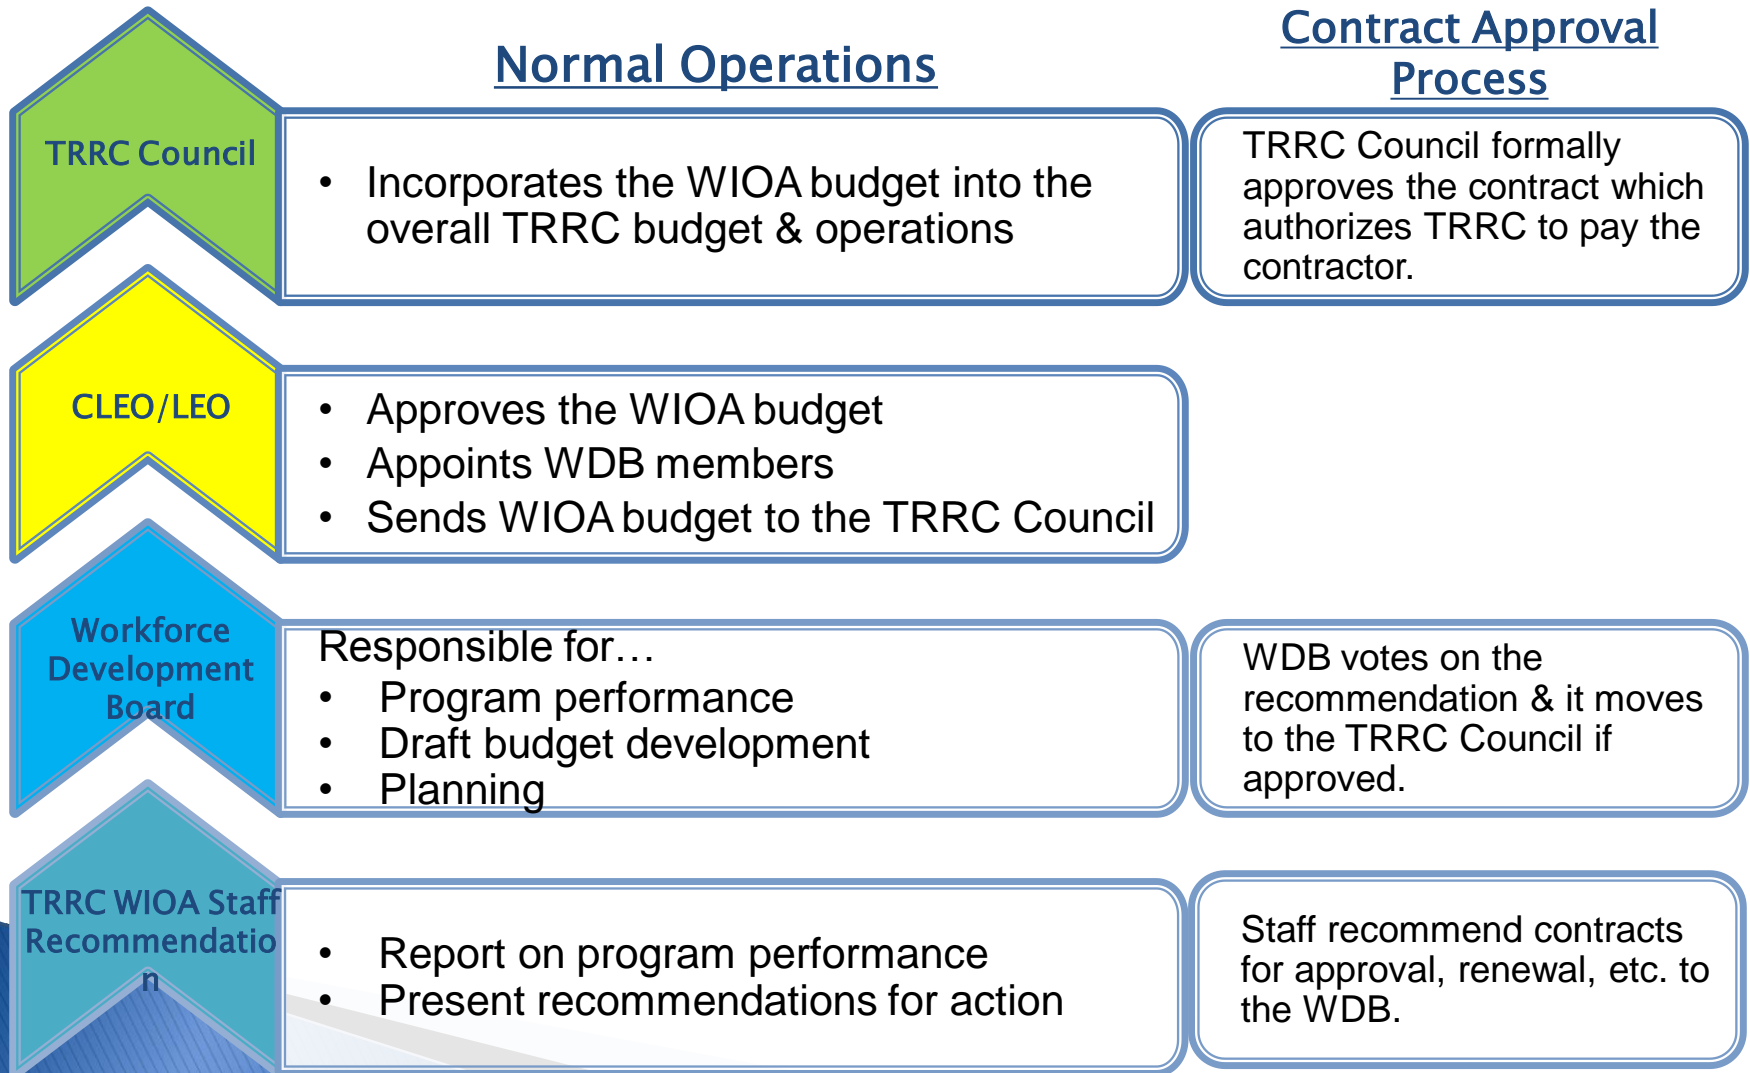 Normal Operations
Contract Approval
Process
TRRC Council
• Incorporates the WIOA budget into the
overall TRRC budget & operations
TRRC Council formally
approves the contract which
authorizes TRRC to pay the
contractor.
CLEO/LEO
• Approves the WIOA budget
• Appoints WDB members
• Sends WIOA budget to the TRRC Council
Workforce
Development
Board
Responsible for…
• Program performance
• Draft budget development
• Planning
WDB votes on the
recommendation & it moves
to the TRRC Council if
approved.
TRRC WIOA Staff
Recommendatio
n
• Report on program performance
• Present recommendations for action
Staff recommend contracts
for approval, renewal, etc. to
the WDB.